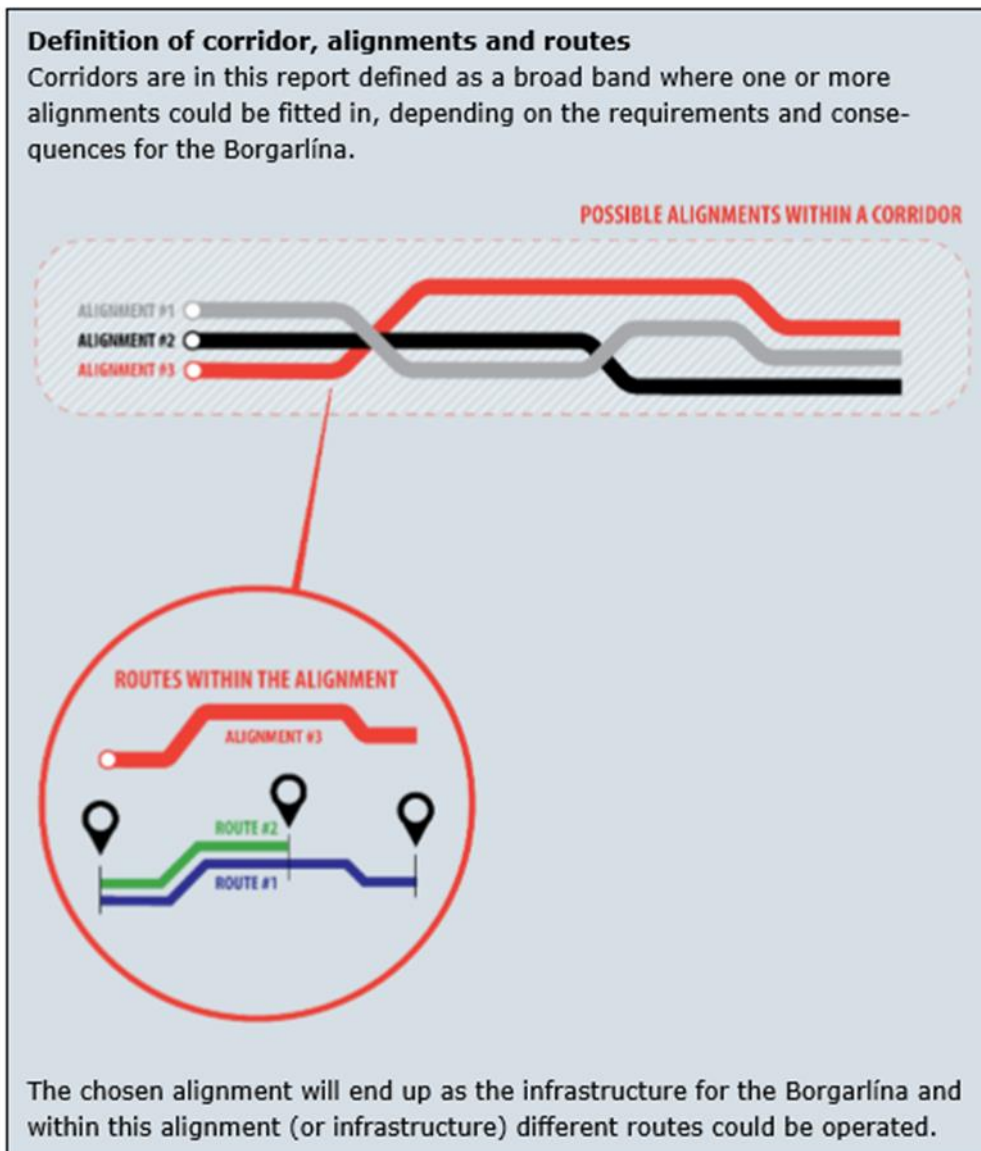 Definition of corridor, alignments and routes
Corridors are in this report defined as a broad band where one or more
alignments could be fitted in, depending on the requirements and conse-
quences for the Borgarlína.
POSSIBLE ALIGNMENTS WITHIN A CORRIDOR
ALIGNMENT #1
ALIGNMENT #2
ALIGNMENT #3
ROUTES WITHIN THE ALIGNMENT
ALIGNMENT #3
ROUTE #2
ROUTE #1
The chosen alignment will end up as the infrastructure for the Borgarlína and
within this alignment (or infrastructure) different routes could be operated.